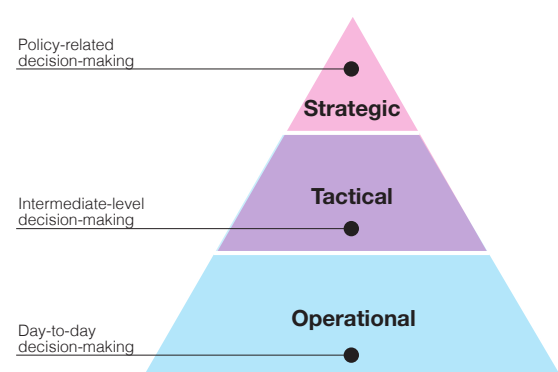 Policy-related
decision-making
Strategic
Tactical
Intermediate-level
decision-making
Operational
Day-to-day
decision-making